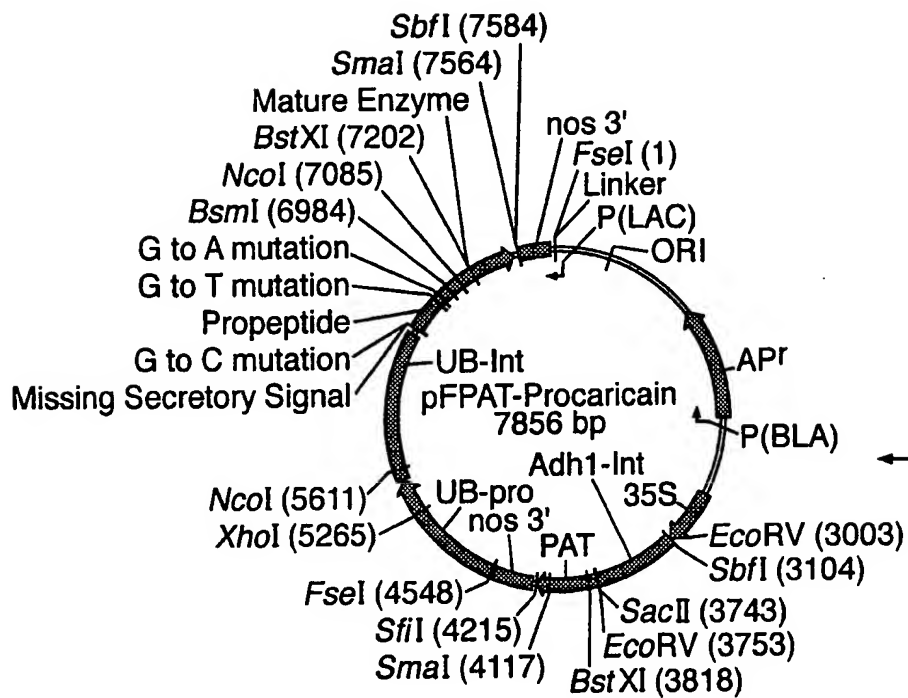 SbfI (7584)
SmaI (7564)
Mature Enzyme
BstXI (7202)
NcoI (7085)
BsmI (6984)
G to A mutation
G to T mutation
Propeptide
G to C mutation
Missing Secretory Signal
nos 3'
FseI (1)
Linker
P(LAC)
ORI
APr
P(BLA)
UB-Int
pFPAT-Procaricain
7856 bp
Adh1-Int
35S
NcoI (5611)
UB-pro
XhoI (5265)
nos 3'
PAT
EcoRV (3003)
SbfI (3104)
FseI (4548)
SacII (3743)
SfiI (4215)
EcoRV (3753)
SmaI (4117)
BstXI (3818)